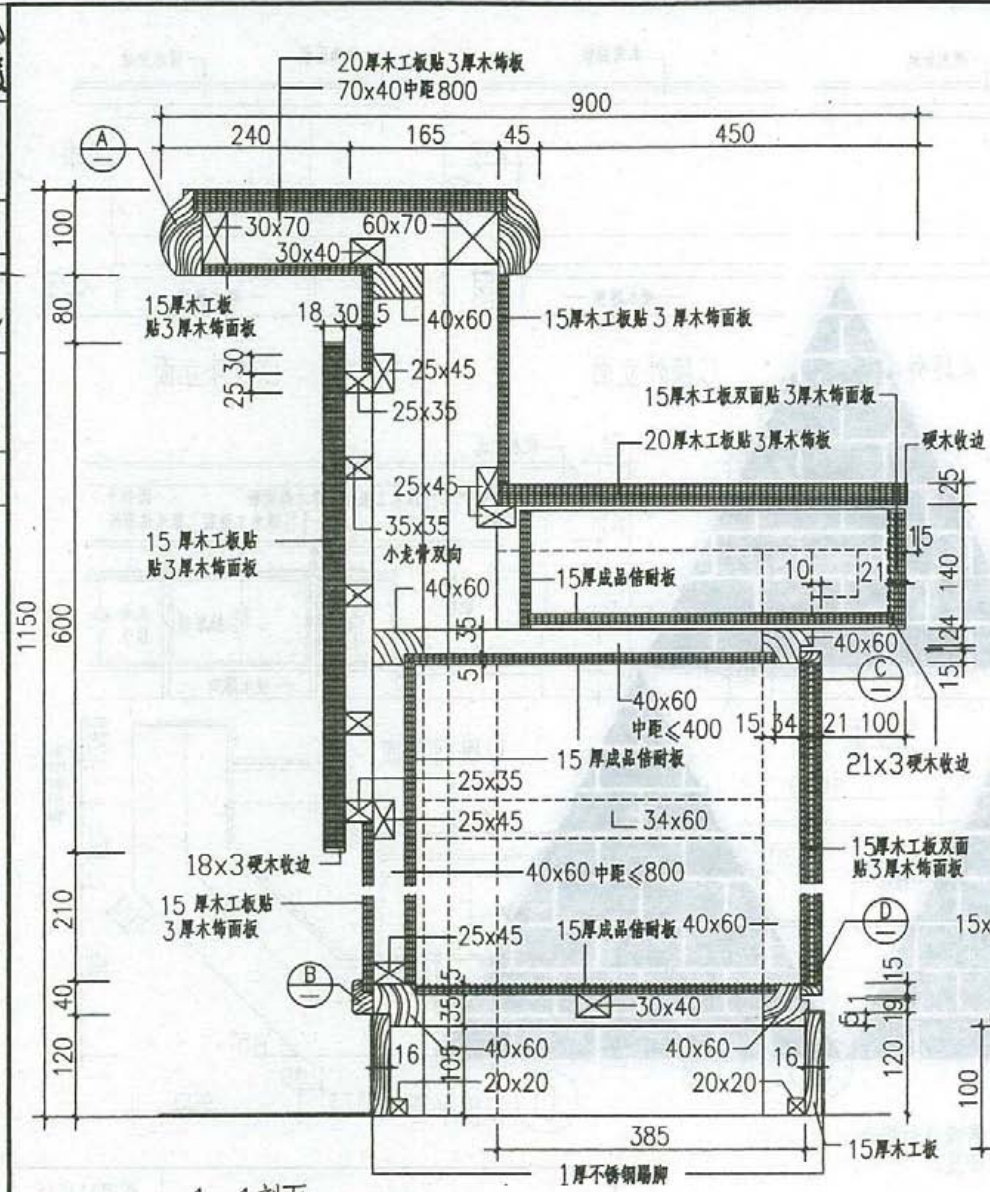 20厚木工板贴3厚木饰板
70x40中距800
900
240
165
45
450
A
30x70
60x70
30x40
100
80
15厚木工板
贴3厚木饰面板
18
30
15
40x60
15厚木工板贴3厚木饰面板
30
25
25x45
25x35
15厚木工板双面贴3厚木饰面板
20厚木工板贴3厚木饰板
硬木收边
25
25x45
35x35
小龙骨双向
15厚木工板贴
贴3厚木饰面板
40x60
15厚成品倍耐板
10
21
15
140
1150
600
35
5
40x60
24
15
C
40x60
中距≤400
15
34
21
100
15厚成品倍耐板
21x3硬木收边
25x35
25x45
34x60
18x3硬木收边
40x60中距≤800
15厚木工板双面
贴3厚木饰面板
210
15厚木工板贴
3厚木饰面板
25x45
15厚成品倍耐板
40x60
D
15x
B
15
15
40
35
30x40
1
19
5
120
16
105
40x60
40x60
16
120
20x20
20x20
100
385
15厚木工板
1厚不锈钢踢脚